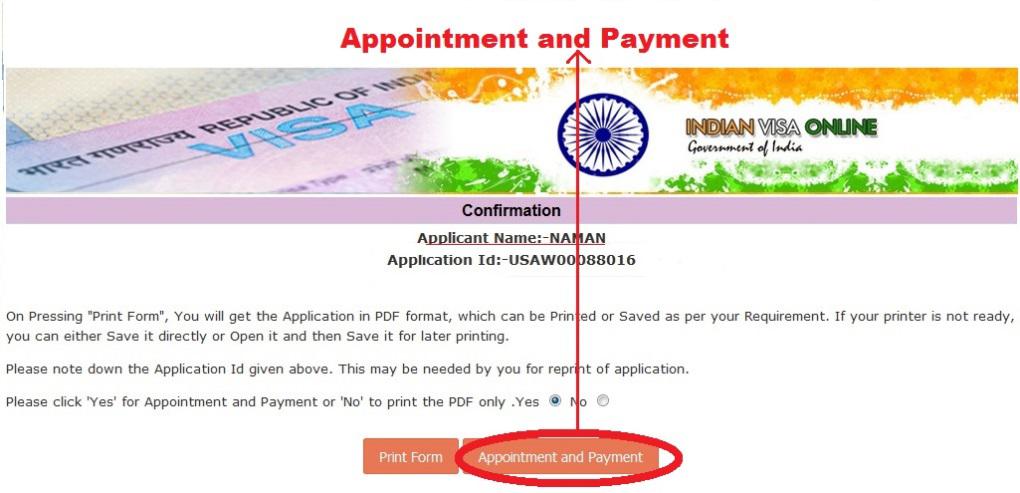 Appointment and Payment
भारत गणराज्य REPUBLIC OF INDI
VISA
INDIAN VISA ONLINE
Government of India
Confirmation
Applicant Name:-NAMAN
Application Id:-USAW00088016
On Pressing "Print Form", You will get the Application in PDF format, which can be Printed or Saved as per your Requirement. If your printer is not ready,
you can either Save it directly or Open it and then Save it for later printing.
Please note down the Application Id given above. This may be needed by you for reprint of application.
Please click 'Yes' for Appointment and Payment or 'No' to print the PDF only .Yes No
Print Form Appointment and Payment